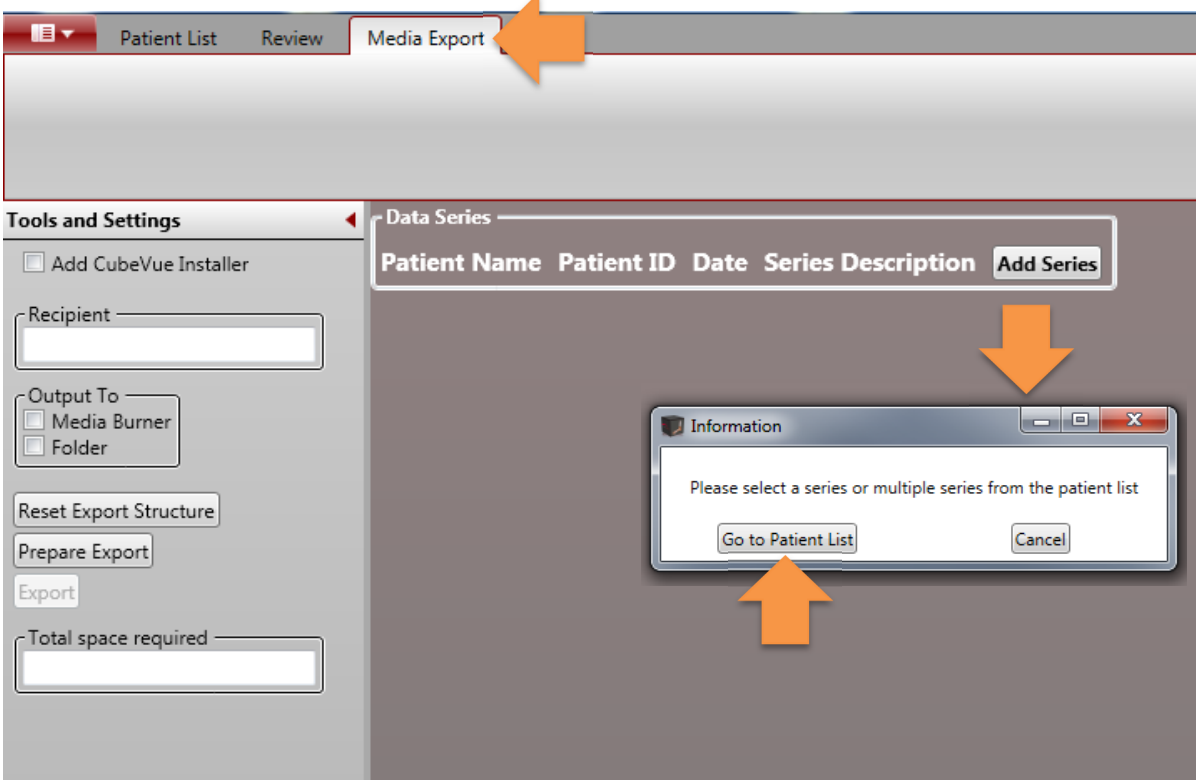 Patient List Review Media Export
Tools and Settings
Add CubeVue Installer
Recipient
Output To
Media Burner
Folder
Reset Export Structure
Prepare Export
Export
Total space required
Data Series
Patient Name Patient ID Date Series Description Add Series
Information
Please select a series or multiple series from the patient list
Go to Patient List Cancel